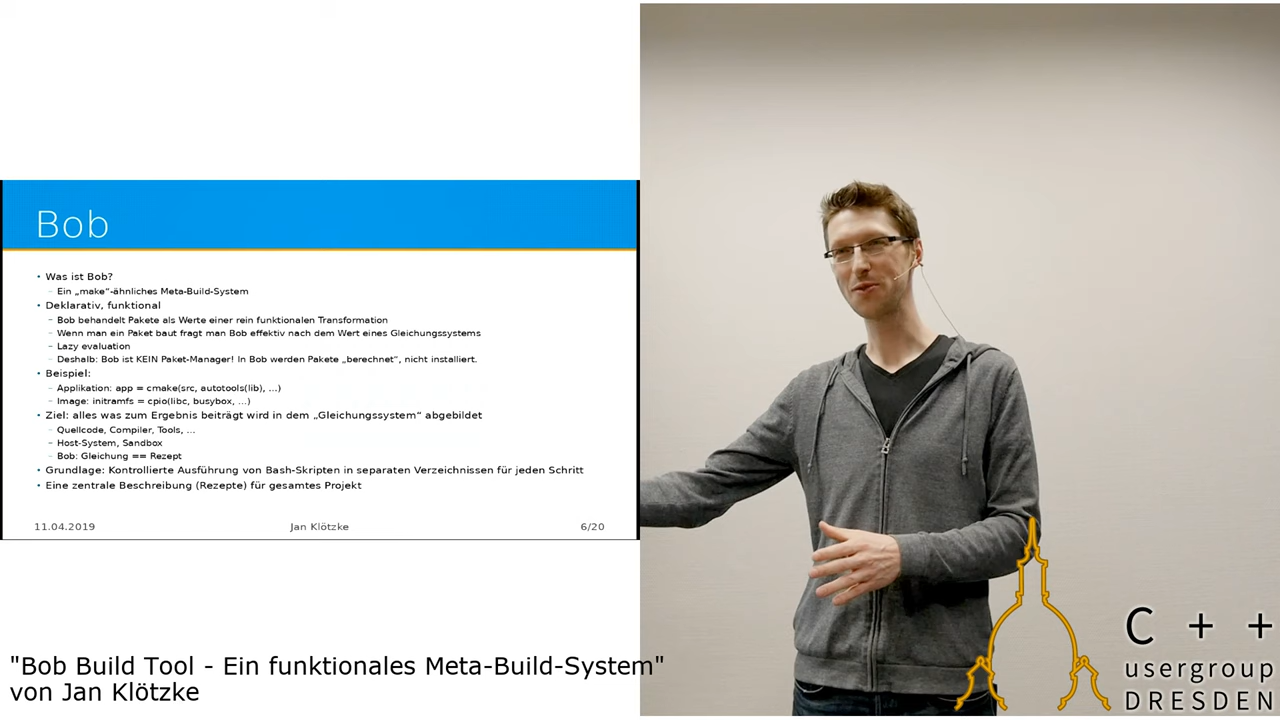 Bob
• Was ist Bob?
– Ein „make“-ähnliches Meta-Build-System
• Deklarativ, funktional
– Bob behandelt Pakete als Werte einer rein funktionalen Transformation
– Wenn man ein Paket baut fragt man Bob effektiv nach dem Wert eines Gleichungssystems
– Lazy evaluation
– Deshalb: Bob ist KEIN Paket-Manager! In Bob werden Pakete „berechnet“, nicht installiert.
• Beispiel:
– Applikation: app = cmake(src, autotools(lib), ...)
– Image: initramfs = cpio(libc, busybox, ...)
• Ziel: alles was zum Ergebnis beiträgt wird in dem „Gleichungssystem“ abgebildet
– Quellcode, Compiler, Tools, ...
– Host-System, Sandbox
– Bob: Gleichung == Rezept
• Grundlage: Kontrollierte Ausführung von Bash-Skripten in separaten Verzeichnissen für jeden Schritt
• Eine zentrale Beschreibung (Rezepte) für gesamtes Projekt
11.04.2019 Jan Klötzke 6/20
"Bob Build Tool - Ein funktionales Meta-Build-System"
von Jan Klötzke
C + +
usergroup
DRESDEN